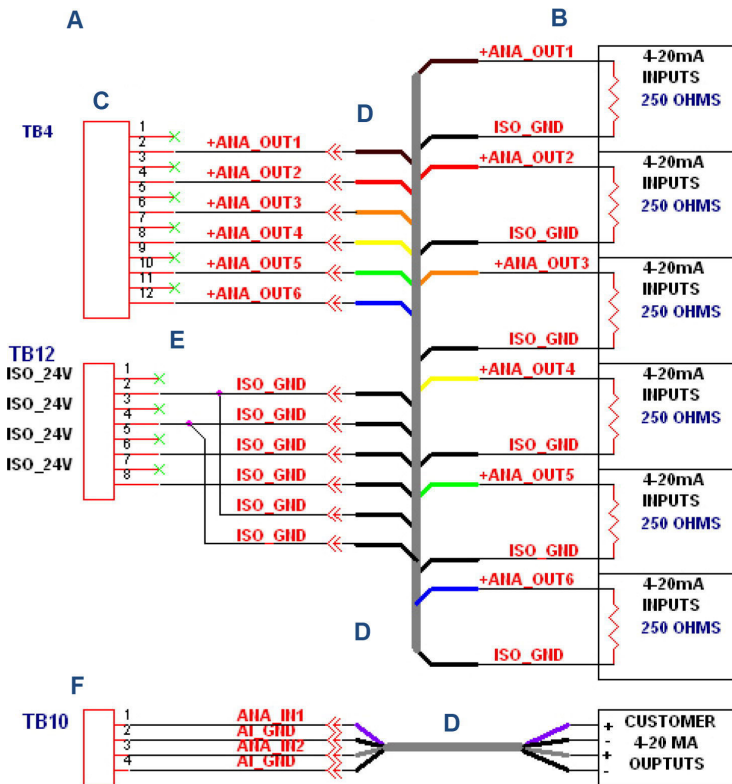 A
B
+ANA_OUT1
4-20mA
INPUTS
250 OHMS
ISO_GND
C
D
TB4
1
2
3
4
5
6
7
8
9
10
11
12
+ANA_OUT1
+ANA_OUT2
+ANA_OUT3
+ANA_OUT4
+ANA_OUT5
+ANA_OUT6
+ANA_OUT2
4-20mA
INPUTS
250 OHMS
ISO_GND
+ANA_OUT3
4-20mA
INPUTS
250 OHMS
ISO_GND
E
TB12
ISO_24V
ISO_24V
ISO_24V
ISO_24V
1
2
3
4
5
6
7
8
ISO_GND
ISO_GND
ISO_GND
ISO_GND
ISO_GND
ISO_GND
+ANA_OUT4
4-20mA
INPUTS
250 OHMS
ISO_GND
+ANA_OUT5
4-20mA
INPUTS
250 OHMS
ISO_GND
+ANA_OUT6
4-20mA
INPUTS
250 OHMS
ISO_GND
D
F
TB10
1
2
3
4
ANA_IN1
AI_GND
ANA_IN2
AI_GND
D
+
-
+
-
CUSTOMER
4-20 MA
OUPTUTS